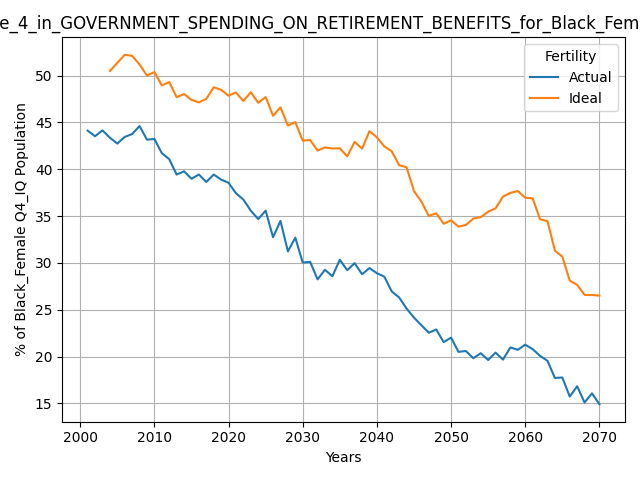 e_4_in_GOVERNMENT_SPENDING_ON_RETIREMENT_BENEFITS_for_Black_Fem
Fertility
Actual
Ideal
% of Black_Female Q4_IQ Population
50
45
40
35
30
25
20
15
2000 2010 2020 2030 2040 2050 2060 2070
Years